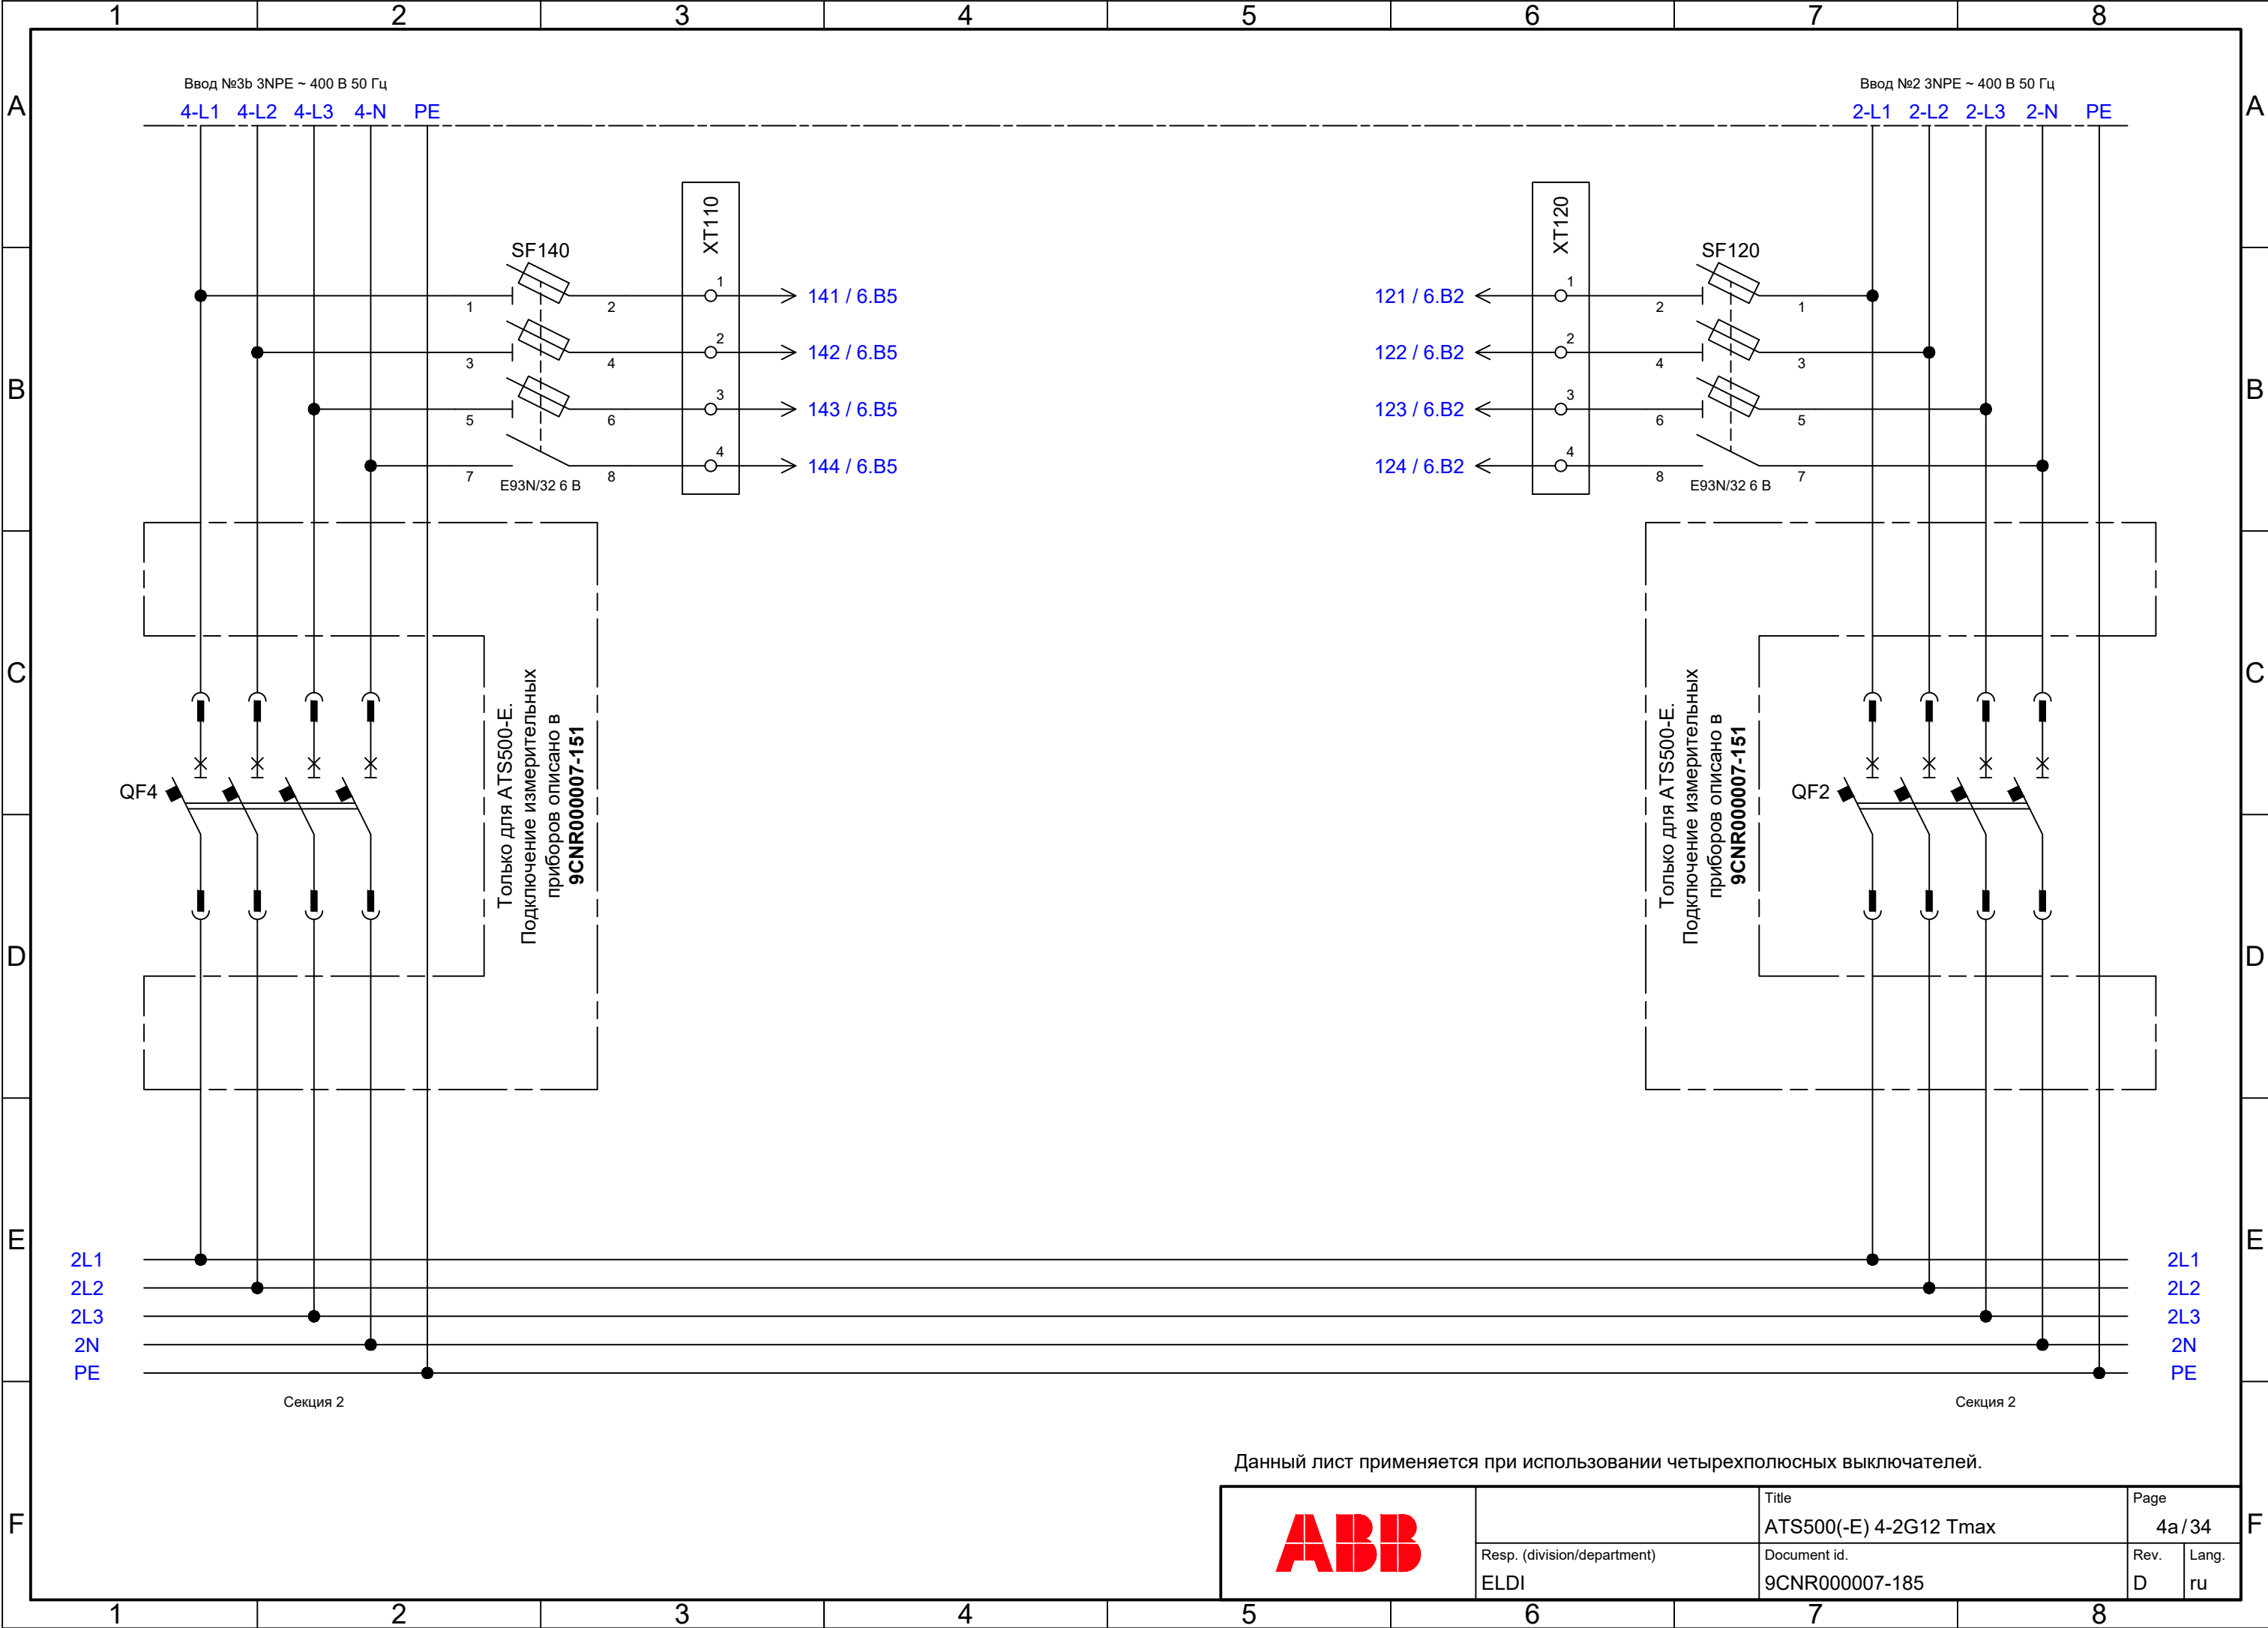 1 2 3 4 5 6 7 8
A A
B B
C C
D D
E E
F F
Ввод №3b 3NPE ~ 400 В 50 Гц
4-L1 4-L2 4-L3 4-N PE
Ввод №2 3NPE ~ 400 В 50 Гц
2-L1 2-L2 2-L3 2-N PE
SF140
XT110
1 2 1 141 / 6.B5
3 4 2 142 / 6.B5
5 6 3 143 / 6.B5
7 8 4 144 / 6.B5
E93N/32 6 В
XT120
SF120
121 / 6.B2 1 2 1
122 / 6.B2 2 4 3
123 / 6.B2 3 6 5
124 / 6.B2 4 8 7
E93N/32 6 В
QF4
Только для ATS500-E.
Подключение измерительных
приборов описано в
9CNR000007-151
Только для ATS500-E.
Подключение измерительных
приборов описано в
9CNR000007-151
QF2
2L1 2L1
2L2 2L2
2L3 2L3
2N 2N
PE PE
Секция 2
Секция 2
Данный лист применяется при использовании четырехполюсных выключателей.
ABB
Title
ATS500(-E) 4-2G12 Tmax
Page
4a/34
Resp. (division/department)
ELDI
Document id.
9CNR000007-185
Rev.
D
Lang.
ru
1 2 3 4 5 6 7 8